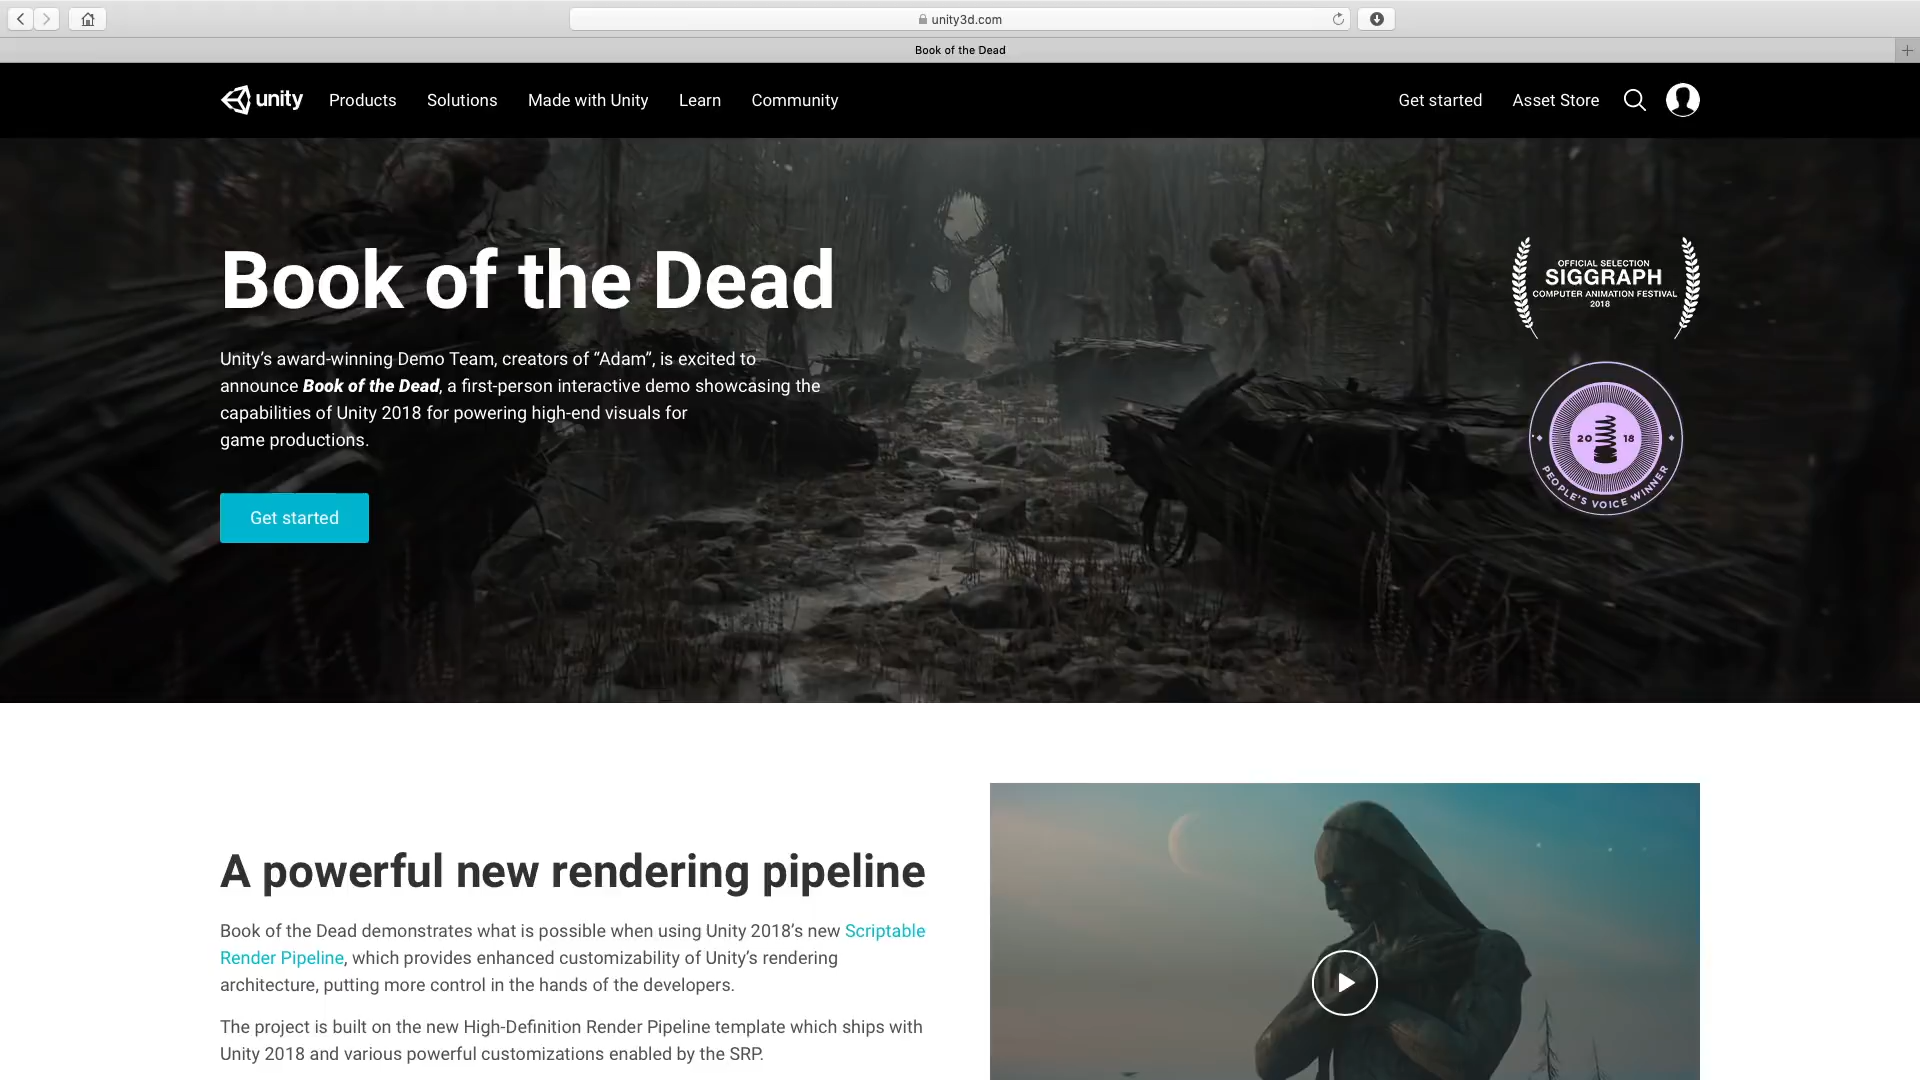 unity3d.com
Book of the Dead
unity
Products
Solutions
Made with Unity
Learn
Community
Get started
Asset Store
Book of the Dead
Unity’s award-winning Demo Team, creators of “Adam”, is excited to
announce Book of the Dead, a first-person interactive demo showcasing the
capabilities of Unity 2018 for powering high-end visuals for
game productions.
Get started
OFFICIAL SELECTION
SIGGRAPH
COMPUTER ANIMATION FESTIVAL
2018
20 18
PEOPLE'S VOICE WINNER
A powerful new rendering pipeline
Book of the Dead demonstrates what is possible when using Unity 2018’s new Scriptable
Render Pipeline, which provides enhanced customizability of Unity’s rendering
architecture, putting more control in the hands of the developers.
The project is built on the new High-Definition Render Pipeline template which ships with
Unity 2018 and various powerful customizations enabled by the SRP.